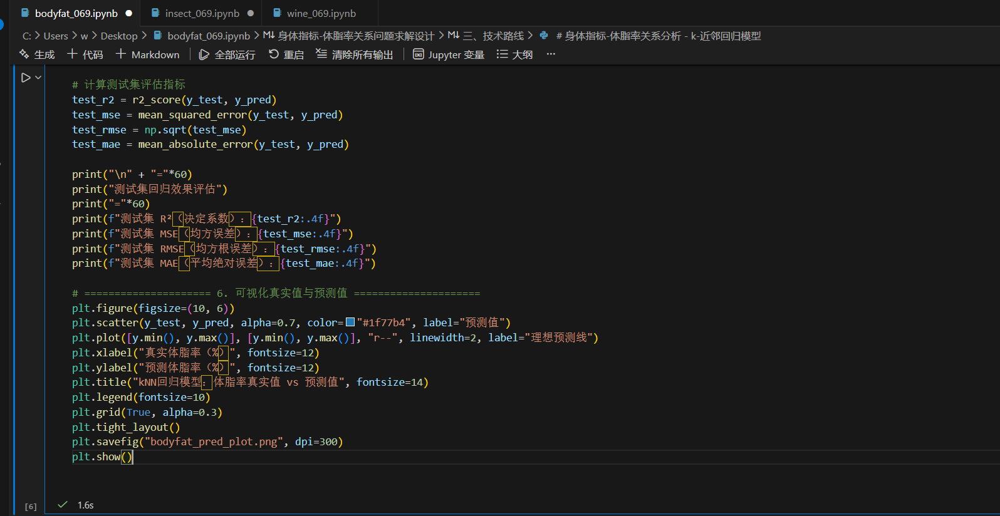 bodyfat_069.ipynb ● insect_069.ipynb ● wine_069.ipynb
C: > Users > w > Desktop > bodyfat_069.ipynb > M↓ 身体指标-体脂率关系问题求解设计 > M↓ 三、技术路线 > # 身体指标-体脂率关系分析 - k-近邻回归模型
生成 + 代码 + Markdown 全部运行 重启 清除所有输出 Jupyter 变量 大纲 ···
# 计算测试集评估指标
test_r2 = r2_score(y_test, y_pred)
test_mse = mean_squared_error(y_test, y_pred)
test_rmse = np.sqrt(test_mse)
test_mae = mean_absolute_error(y_test, y_pred)
print("\n" + "="*60)
print("测试集回归效果评估")
print("="*60)
print(f"测试集 R²（决定系数）：{test_r2:.4f}")
print(f"测试集 MSE（均方误差）：{test_mse:.4f}")
print(f"测试集 RMSE（均方根误差）：{test_rmse:.4f}")
print(f"测试集 MAE（平均绝对误差）：{test_mae:.4f}")
# ===================== 6. 可视化真实值与预测值 =====================
plt.figure(figsize=(10, 6))
plt.scatter(y_test, y_pred, alpha=0.7, color="#1f77b4", label="预测值")
plt.plot([y.min(), y.max()], [y.min(), y.max()], "r--", linewidth=2, label="理想预测线")
plt.xlabel("真实体脂率（%）", fontsize=12)
plt.ylabel("预测体脂率（%）", fontsize=12)
plt.title("kNN回归模型：体脂率真实值 vs 预测值", fontsize=14)
plt.legend(fontsize=10)
plt.grid(True, alpha=0.3)
plt.tight_layout()
plt.savefig("bodyfat_pred_plot.png", dpi=300)
plt.show()
[6] ✓ 1.6s